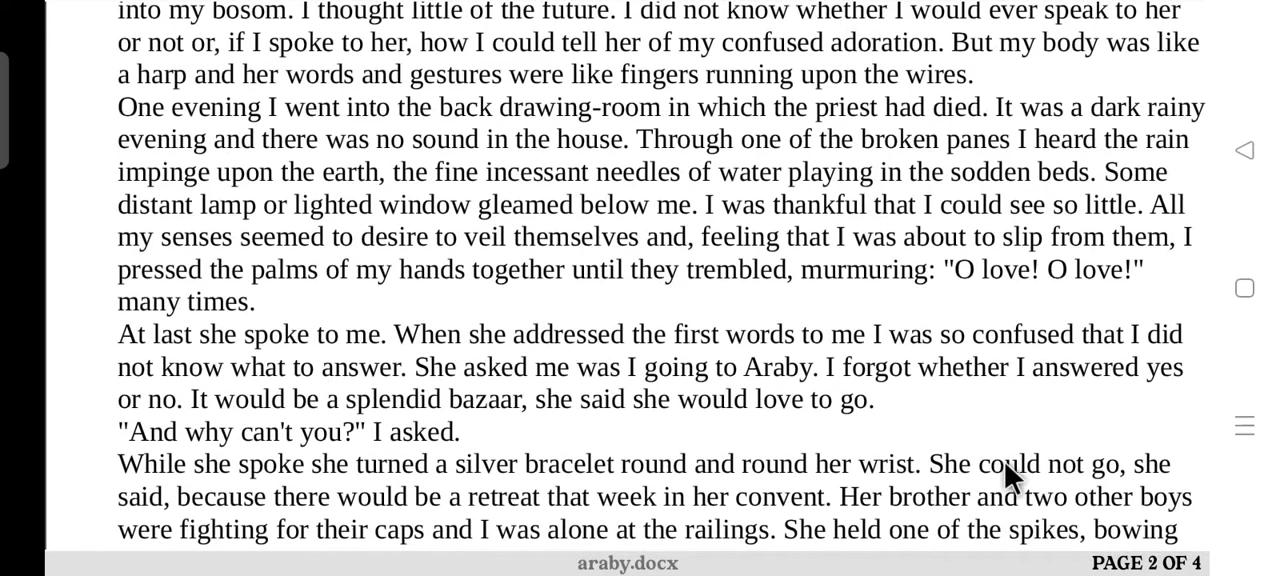 into my bosom. I thought little of the future. I did not know whether I would ever speak to her
or not or, if I spoke to her, how I could tell her of my confused adoration. But my body was like
a harp and her words and gestures were like fingers running upon the wires.
One evening I went into the back drawing-room in which the priest had died. It was a dark rainy
evening and there was no sound in the house. Through one of the broken panes I heard the rain
impinge upon the earth, the fine incessant needles of water playing in the sodden beds. Some
distant lamp or lighted window gleamed below me. I was thankful that I could see so little. All
my senses seemed to desire to veil themselves and, feeling that I was about to slip from them, I
pressed the palms of my hands together until they trembled, murmuring: "O love! O love!"
many times.
At last she spoke to me. When she addressed the first words to me I was so confused that I did
not know what to answer. She asked me was I going to Araby. I forgot whether I answered yes
or no. It would be a splendid bazaar, she said she would love to go.
"And why can't you?" I asked.
While she spoke she turned a silver bracelet round and round her wrist. She could not go, she
said, because there would be a retreat that week in her convent. Her brother and two other boys
were fighting for their caps and I was alone at the railings. She held one of the spikes, bowing
araby.docx
PAGE 2 OF 4